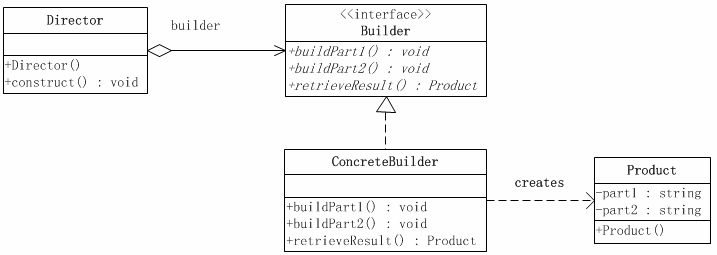 Director
+Director()
+construct() : void
builder
<<interface>>
Builder
+buildPart1() : void
+buildPart2() : void
+retrieveResult() : Product
ConcreteBuilder
+buildPart1() : void
+buildPart2() : void
+retrieveResult() : Product
creates
Product
-part1 : string
-part2 : string
+Product()